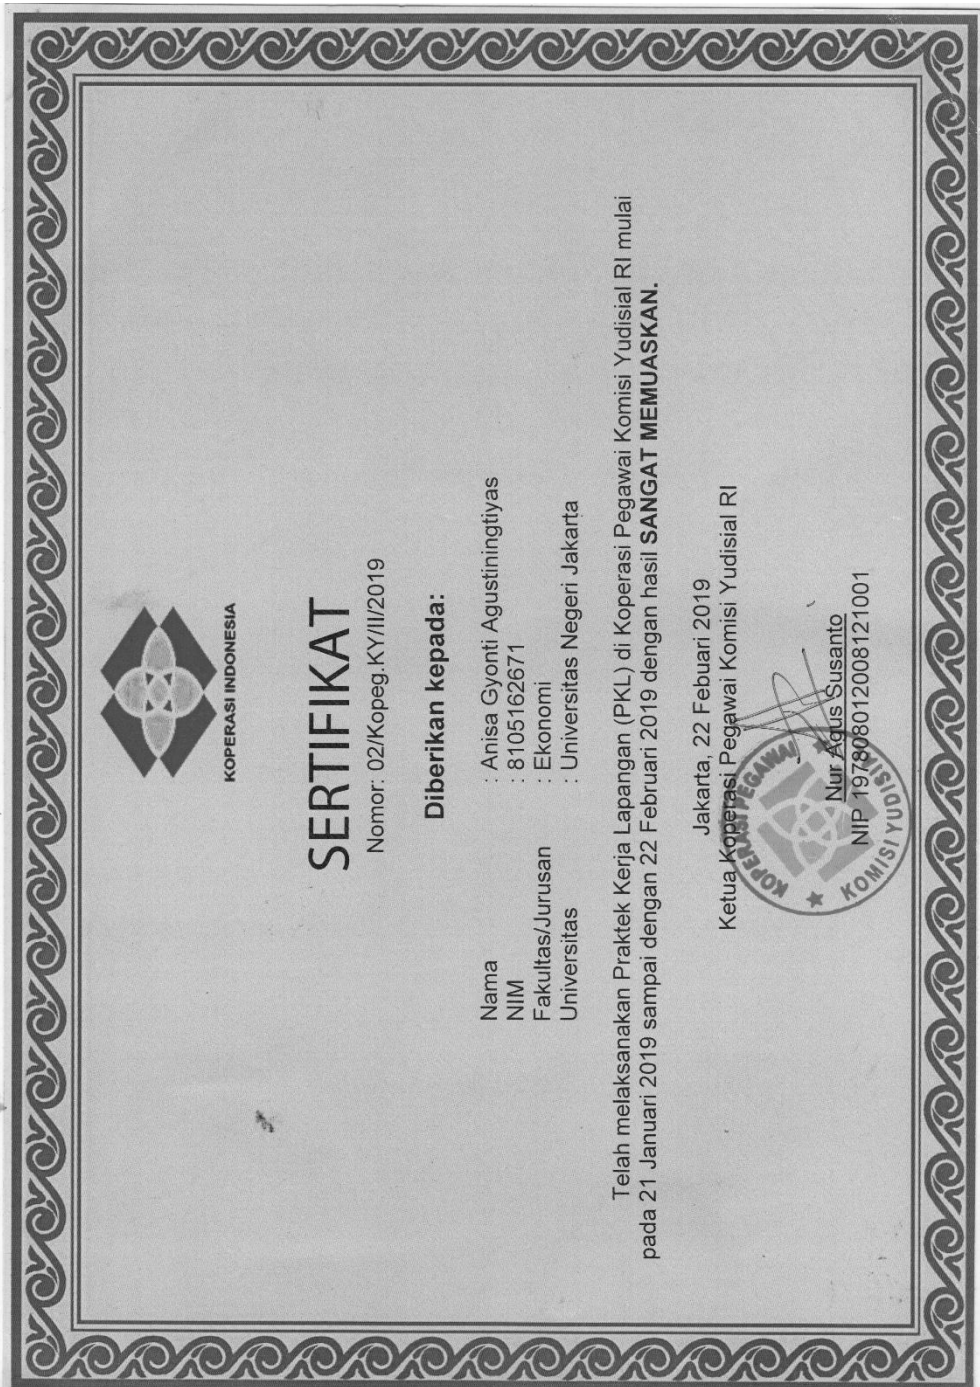 KOPERASI INDONESIA
SERTIFIKAT
Nomor: 02/Kopeg.KY/II/2019
Diberikan kepada:
Nama : Anisa Gyonti Agustiningtiyas
NIM : 8105162671
Fakultas/Jurusan : Ekonomi
Universitas : Universitas Negeri Jakarta
Telah melaksanakan Praktek Kerja Lapangan (PKL) di Koperasi Pegawai Komisi Yudisial RI mulai
pada 21 Januari 2019 sampai dengan 22 Februari 2019 dengan hasil SANGAT MEMUASKAN.
Jakarta, 22 Febuari 2019
Ketua Koperasi Pegawai Komisi Yudisial RI
KOPERASI PEGAWAI
KOMISI YUDISIAL
Nur Agus Susanto
NIP 197808012008121001